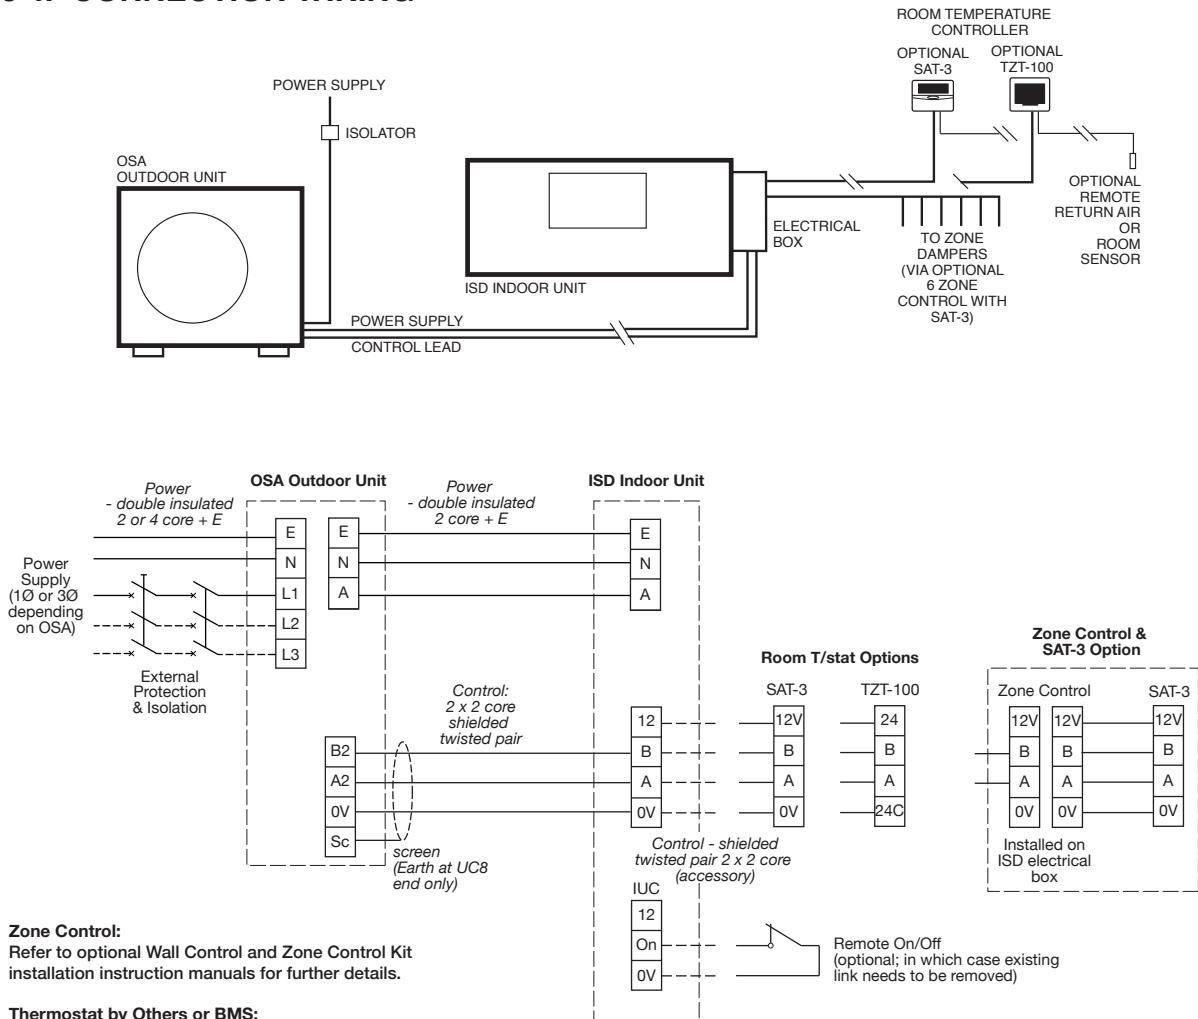 CONNECTION WIRING
ROOM TEMPERATURE
CONTROLLER
OPTIONAL
SAT-3
OPTIONAL
TZT-100
POWER SUPPLY
ISOLATOR
OSA
OUTDOOR UNIT
ELECTRICAL
BOX
ISD INDOOR UNIT
TO ZONE
DAMPERS
(VIA OPTIONAL
6 ZONE
CONTROL WITH
SAT-3)
OPTIONAL
REMOTE
RETURN AIR
OR
ROOM
SENSOR
POWER SUPPLY
CONTROL LEAD
OSA Outdoor Unit
ISD Indoor Unit
Power
- double insulated
2 or 4 core + E
Power
- double insulated
2 core + E
Power
Supply
(1Ø or 3Ø
depending
on OSA)
E
N
L1
L2
L3
E
N
A
E
N
A
External
Protection
& Isolation
Control:
2 x 2 core
shielded
twisted pair
B2
A2
0V
Sc
screen
(Earth at UC8
end only)
12
B
A
0V
Room T/stat Options
SAT-3
12V
B
A
0V
TZT-100
24
B
A
24C
Control - shielded
twisted pair 2 x 2 core
(accessory)
Zone Control &
SAT-3 Option
Zone Control
SAT-3
12V
B
A
0V
12V
B
A
0V
12V
B
A
0V
Installed on
ISD electrical
box
IUC
12
On
0V
Remote On/Off
(optional; in which case existing
link needs to be removed)
Zone Control:
Refer to optional Wall Control and Zone Control Kit
installation instruction manuals for further details.
Thermostat by Others or BMS: